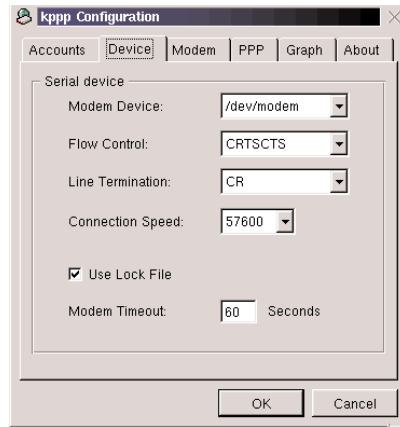 kppp Configuration
Accounts Device Modem PPP Graph About
Serial device
Modem Device: /dev/modem
Flow Control: CRTSCTS
Line Termination: CR
Connection Speed: 57600
Use Lock File
Modem Timeout: 60 Seconds
OK Cancel